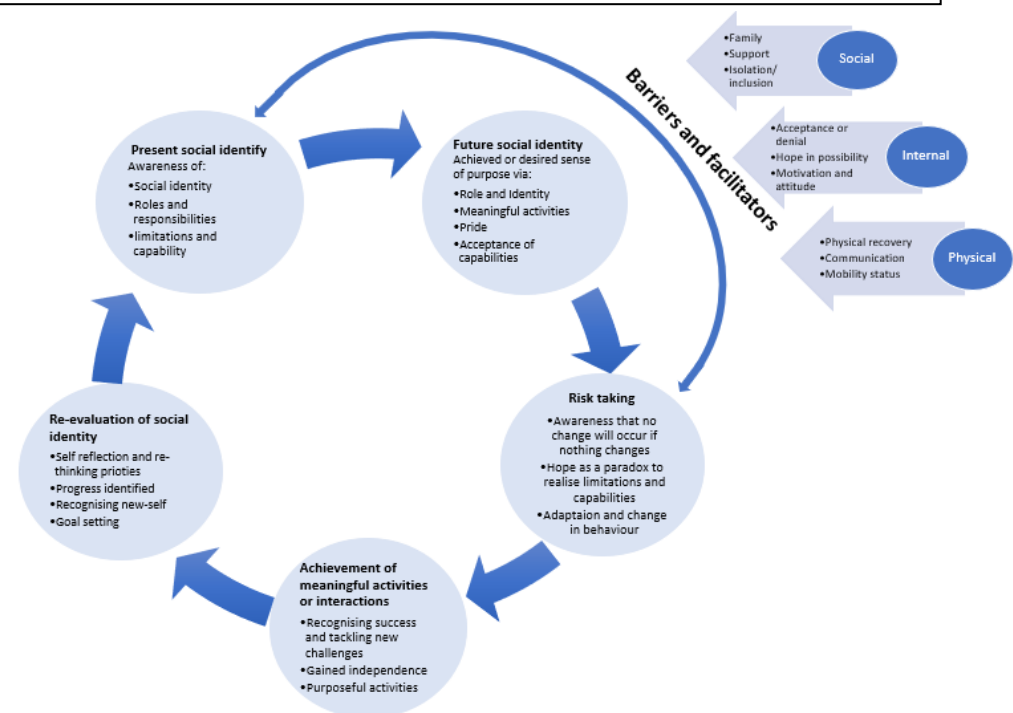 Present social identify
Awareness of:
•Social identity
•Roles and
responsibilities
•limitations and
capability
Future social identity
Achieved or desired sense
of purpose via:
•Role and Identity
•Meaningful activities
•Pride
•Acceptance of
capabilities
Barriers and facilitators
•Family
•Support
•Isolation/
inclusion
Social
•Acceptance or
denial
•Hope in possibility
•Motivation and
attitude
Internal
•Physical recovery
•Communication
•Mobility status
Physical
Risk taking
•Awareness that no
change will occur if
nothing changes
•Hope as a paradox to
realise limitations and
capabilities
•Adaptaion and change
in behaviour
Achievement of
meaningful activities
or interactions
•Recognising success
and tackling new
challenges
•Gained independence
•Purposeful activities
Re-evaluation of social
identity
•Self reflection and re-
thinking prioties
•Progress identified
•Recognising new-self
•Goal setting